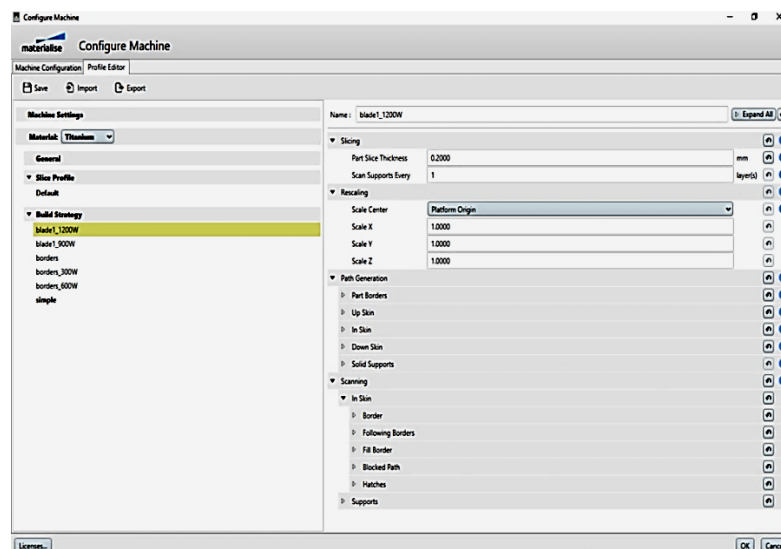 Configure Machine
materialise Configure Machine
Machine Configuration Profile Editor
Save Import Export
Machine Settings
Material: Titanium
General
Slice Profile
Default
Build Strategy
blade1_1200W
blade1_900W
borders
borders_300W
borders_600W
simple
Name: blade1_1200W Expand All
Slicing
Part Slice Thickness 0.2000 mm
Scan Supports Every 1 layer(s)
Rescaling
Scale Center Platform Origin
Scale X 1.0000
Scale Y 1.0000
Scale Z 1.0000
Path Generation
Part Borders
Up Skin
In Skin
Down Skin
Solid Supports
Scanning
In Skin
Border
Following Borders
Fill Border
Blocked Path
Hatches
Supports
Licenses... OK Canc